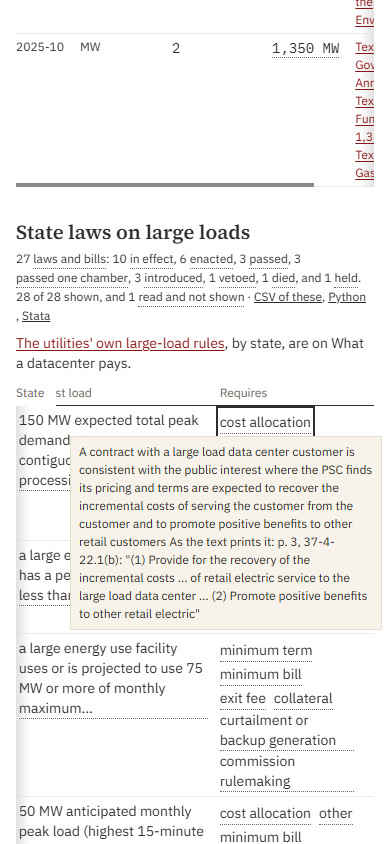 the
Env
2025-10 MW 2 1,350 MW Tex
Gov
Ann
Tex
Fun
1,3
Tex
Gas
State laws on large loads
27 laws and bills: 10 in effect, 6 enacted, 3 passed, 3
passed one chamber, 3 introduced, 1 vetoed, 1 died, and 1 held.
28 of 28 shown, and 1 read and not shown · CSV of these, Python
, Stata
The utilities' own large-load rules, by state, are on What
a datacenter pays.
State st load Requires
150 MW expected total peak cost allocation
demand
contiguo
processi
A contract with a large load data center customer is
consistent with the public interest where the PSC finds
its pricing and terms are expected to recover the
incremental costs of serving the customer from the
customer and to promote positive benefits to other
retail customers As the text prints it: p. 3, 37-4-
22.1(b): "(1) Provide for the recovery of the
incremental costs ... of retail electric service to the
large load data center ... (2) Promote positive benefits
to other retail electric"
a large e
has a pe
less than
a large energy use facility minimum term
uses or is projected to use 75 minimum bill
MW or more of monthly exit fee collateral
maximum... curtailment or
backup generation
commission
rulemaking
50 MW anticipated monthly cost allocation other
peak load (highest 15-minute minimum bill